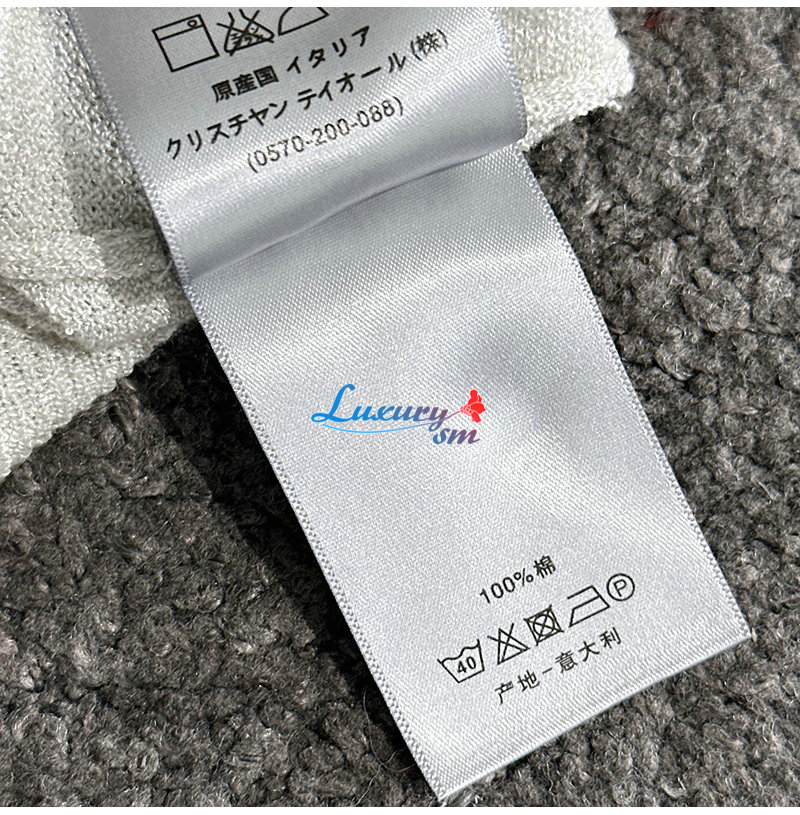 原産国 イタリア
クリスチャン ディオール (株)
(0570-200-088)
Luxury
sm
100%棉
40
P
产地-意大利